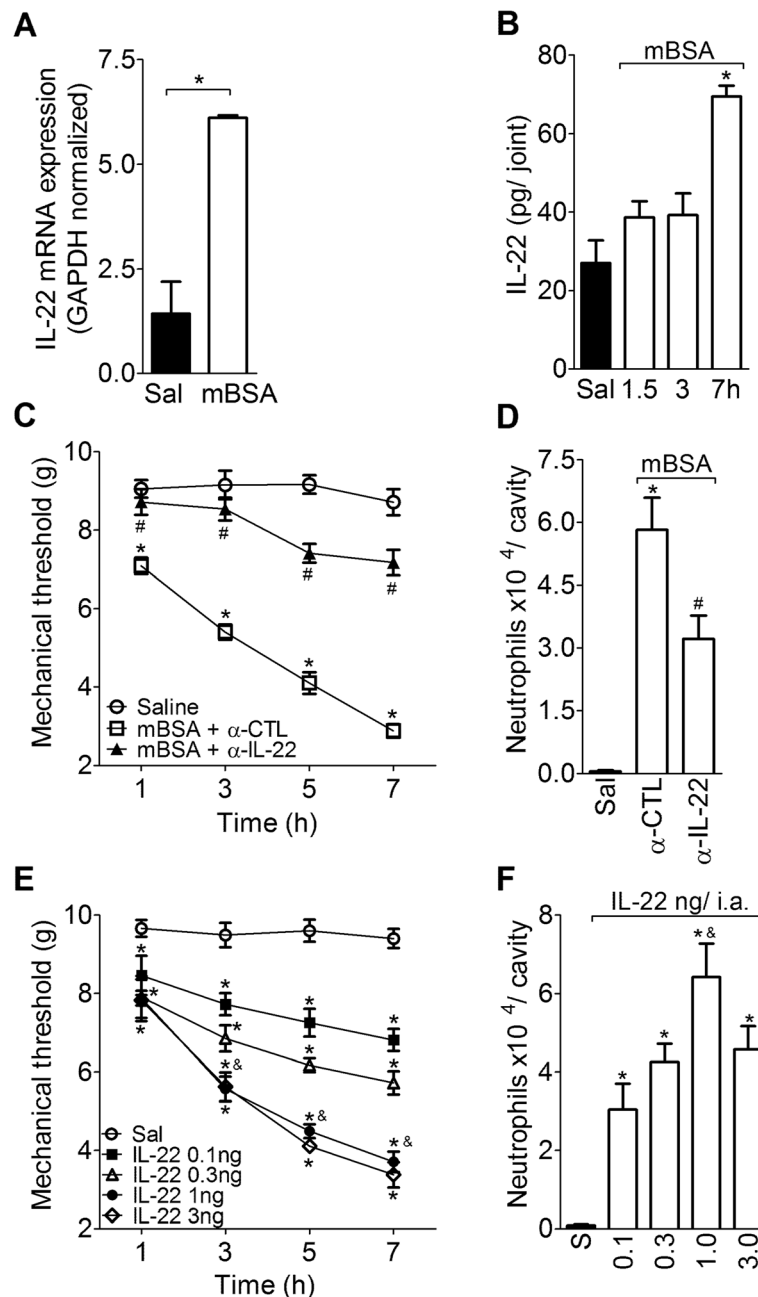 A
IL-22 mRNA expression
(GAPDH normalized)
7.5
5.0
2.5
0.0
*
Sal mBSA
B
IL-22 (pg/ joint)
80
60
40
20
0
mBSA
*
Sal 1.5 3 7h
C
Mechanical threshold (g)
10
8
6
4
2
# # # #
* * * *
Saline
mBSA + α-CTL
mBSA + α-IL-22
1 3 5 7
Time (h)
D
Neutrophils x10 4/ cavity
7.5
6.0
4.5
3.0
1.5
0.0
mBSA
*
#
Sal
α-CTL
α-IL-22
E
Mechanical threshold (g)
10
8
6
4
2
* * * *
* * * *
* *& *& *&
* * *
Sal
IL-22 0.1ng
IL-22 0.3ng
IL-22 1ng
IL-22 3ng
1 3 5 7
Time (h)
F
Neutrophils x10 4/ cavity
8
6
4
2
0
IL-22 ng/ i.a.
* * *& *
S
0.1
0.3
1.0
3.0